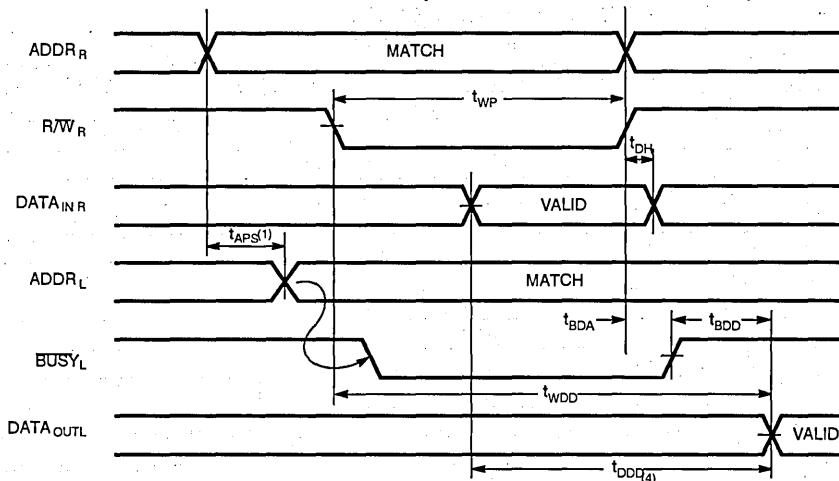 ADDR R
MATCH
tWP
R/W̅ R
tDH
DATA IN R
VALID
tAPS(1)
ADDR L
MATCH
tBDA
tBDD
B̅U̅S̅Y̅ L
tWDD
DATA OUTL
VALID
tDDD(4)